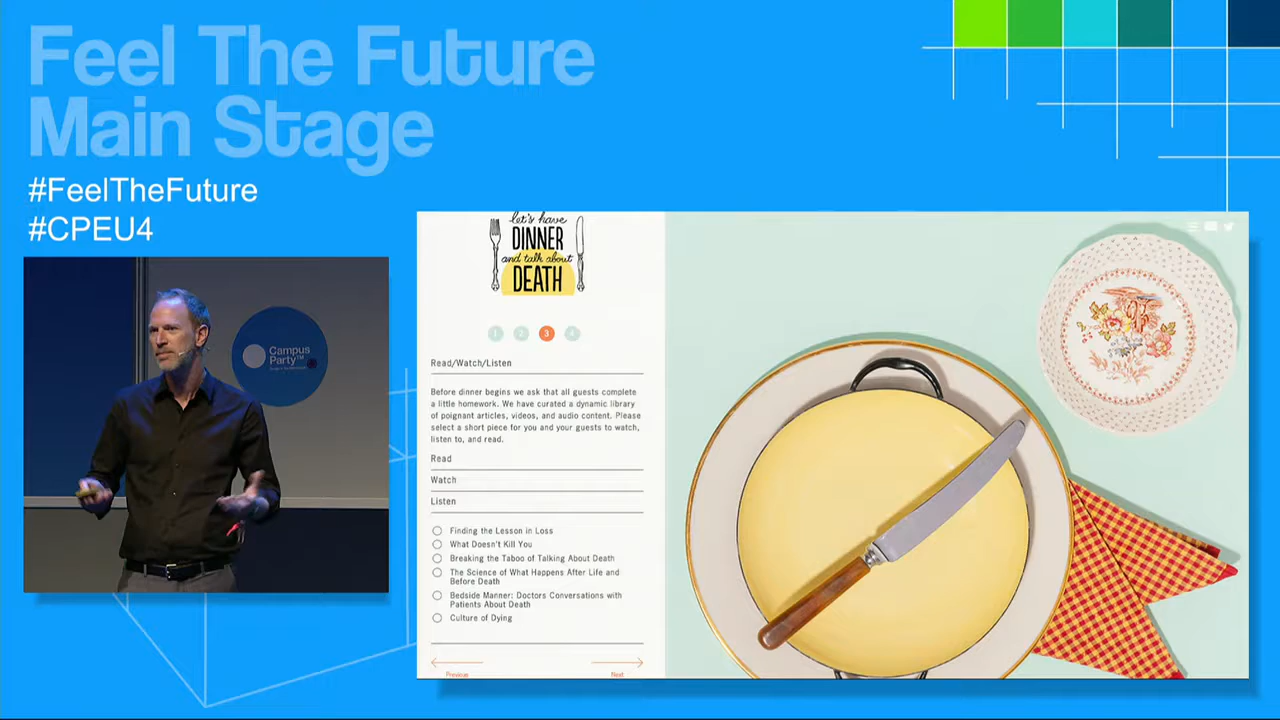 Feel The Future
Main Stage
#FeelTheFuture
#CPEU4
Campus
Party™
let's have
DINNER
and talk about
DEATH
1 2 3 4
Read/Watch/Listen
Before dinner begins we ask that all guests complete
a little homework. We have curated a dynamic library
of poignant articles, videos, and audio content. Please
select a short piece for you and your guests to watch,
listen to, and read.
Read
Watch
Listen
Finding the Lesson in Loss
What Doesn't Kill You
Breaking the Taboo of Talking About Death
The Science of What Happens After Life and
Before Death
Bedside Manner: Doctors Conversations with
Patients About Death
Culture of Dying
Previous Next